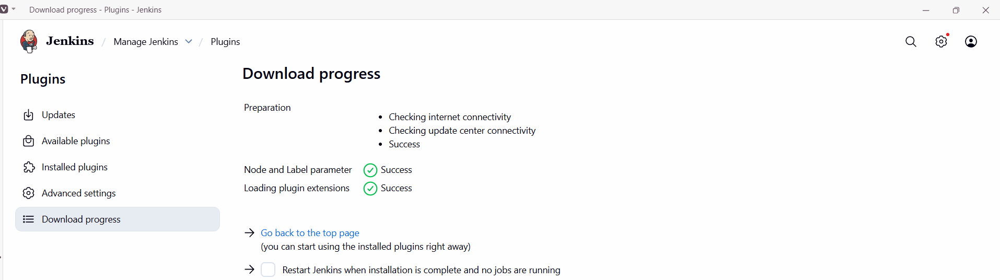 Download progress - Plugins - Jenkins
Jenkins / Manage Jenkins / Plugins
Plugins
Updates
Available plugins
Installed plugins
Advanced settings
Download progress
Download progress
Preparation
• Checking internet connectivity
• Checking update center connectivity
• Success
Node and Label parameter Success
Loading plugin extensions Success
Go back to the top page
(you can start using the installed plugins right away)
Restart Jenkins when installation is complete and no jobs are running